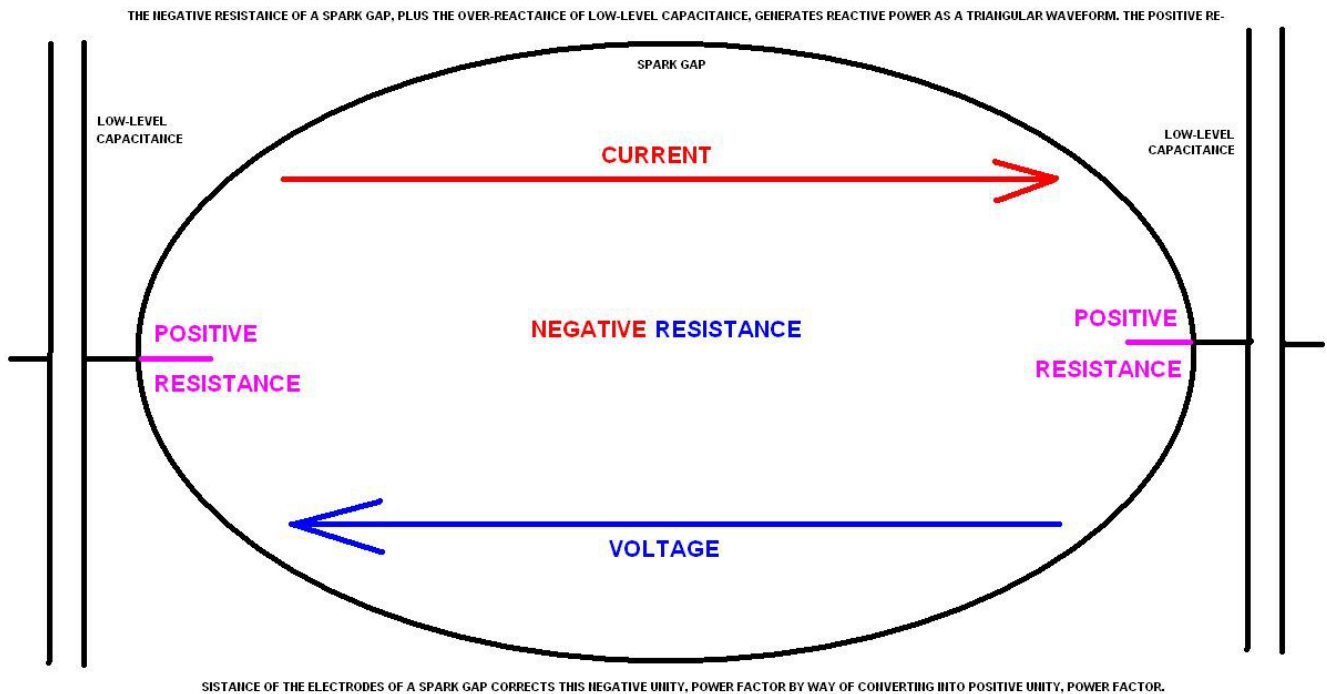 THE NEGATIVE RESISTANCE OF A SPARK GAP, PLUS THE OVER-REACTANCE OF LOW-LEVEL CAPACITANCE, GENERATES REACTIVE POWER AS A TRIANGULAR WAVEFORM. THE POSITIVE RE-
SPARK GAP
LOW-LEVEL
CAPACITANCE
LOW-LEVEL
CAPACITANCE
CURRENT
POSITIVE
RESISTANCE
NEGATIVE RESISTANCE
POSITIVE
RESISTANCE
VOLTAGE
SISTANCE OF THE ELECTRODES OF A SPARK GAP CORRECTS THIS NEGATIVE UNITY, POWER FACTOR BY WAY OF CONVERTING INTO POSITIVE UNITY, POWER FACTOR.